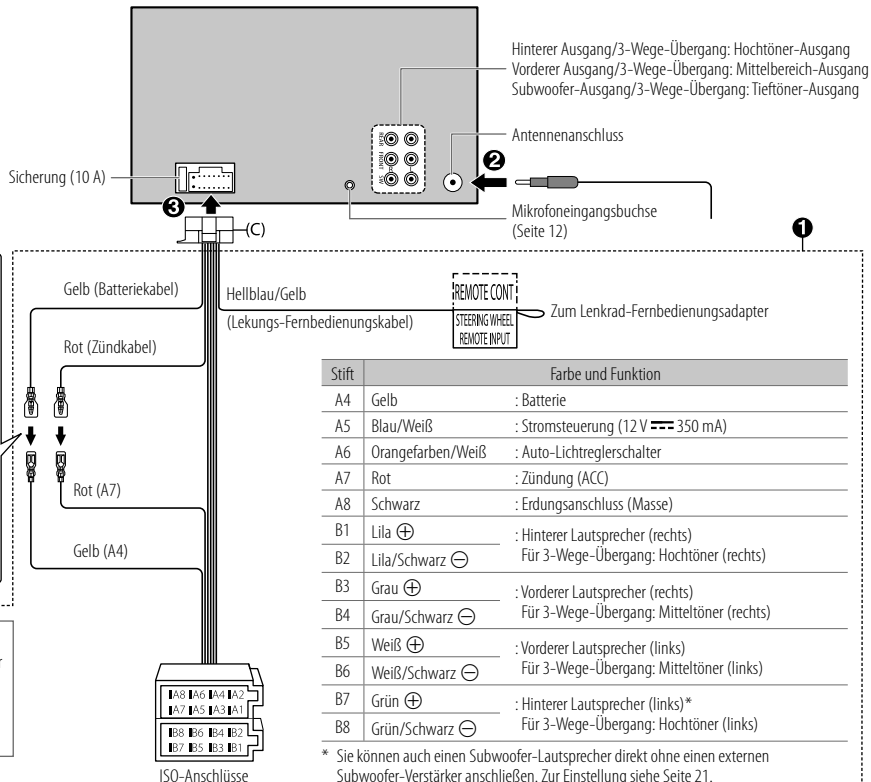 Hinterer Ausgang/3-Wege-Übergang: Hochtöner-Ausgang
Vorderer Ausgang/3-Wege-Übergang: Mittelbereich-Ausgang
Subwoofer-Ausgang/3-Wege-Übergang: Tieftöner-Ausgang
REAR
FRONT
SW
Antennenanschluss
Sicherung (10 A)
❷
❸
Mikrofoneingangsbuchse
(Seite 12)
❶
(C)
Gelb (Batteriekabel)
Hellblau/Gelb
(Lekungs-Fernbedienungskabel)
REMOTE CONT
STEERING WHEEL
REMOTE INPUT
Zum Lenkrad-Fernbedienungsadapter
Rot (Zündkabel)
Rot (A7)
Gelb (A4)
Stift Farbe und Funktion
A4 Gelb : Batterie
A5 Blau/Weiß : Stromsteuerung (12 V ⎓ 350 mA)
A6 Orangefarben/Weiß : Auto-Lichtreglerschalter
A7 Rot : Zündung (ACC)
A8 Schwarz : Erdungsanschluss (Masse)
B1 Lila ⊕ : Hinterer Lautsprecher (rechts)
B2 Lila/Schwarz ⊖ Für 3-Wege-Übergang: Hochtöner (rechts)
B3 Grau ⊕ : Vorderer Lautsprecher (rechts)
B4 Grau/Schwarz ⊖ Für 3-Wege-Übergang: Mitteltöner (rechts)
B5 Weiß ⊕ : Vorderer Lautsprecher (links)
B6 Weiß/Schwarz ⊖ Für 3-Wege-Übergang: Mitteltöner (links)
B7 Grün ⊕ : Hinterer Lautsprecher (links)*
B8 Grün/Schwarz ⊖ Für 3-Wege-Übergang: Hochtöner (links)
* Sie können auch einen Subwoofer-Lautsprecher direkt ohne einen externen
Subwoofer-Verstärker anschließen. Zur Einstellung siehe Seite 21.
A8 A6 A4 A2
A7 A5 A3 A1
B8 B6 B4 B2
B7 B5 B3 B1
ISO-Anschlüsse